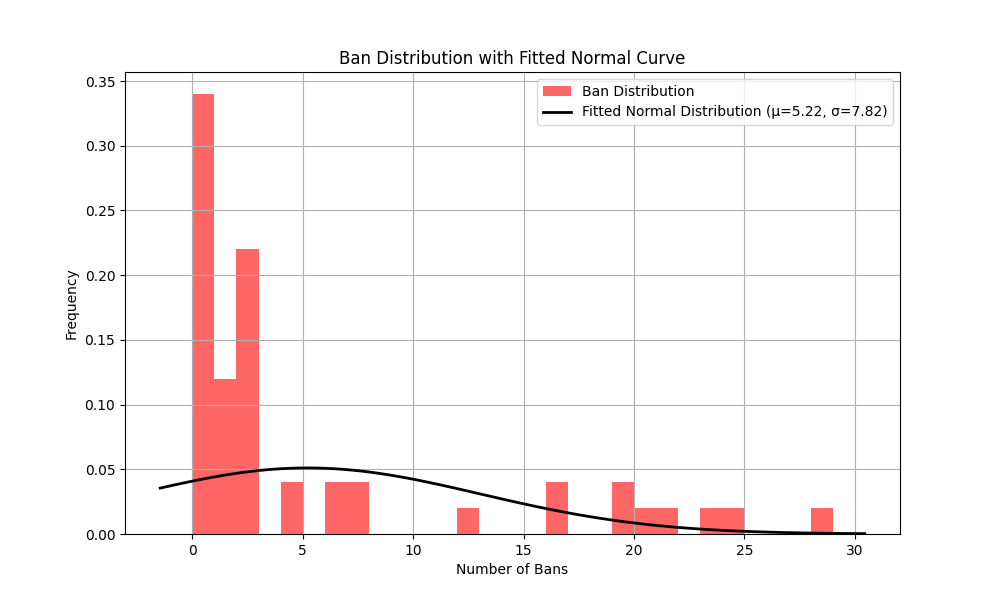 Ban Distribution with Fitted Normal Curve
Ban Distribution
Fitted Normal Distribution (μ=5.22, σ=7.82)
0.35
0.30
0.25
0.20
0.15
0.10
0.05
0.00
Frequency
0 5 10 15 20 25 30
Number of Bans